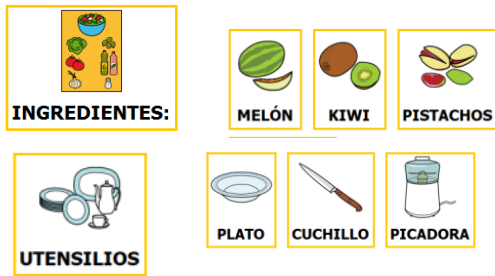 INGREDIENTES:
MELÓN
KIWI
PISTACHOS
UTENSILIOS
PLATO
CUCHILLO
PICADORA